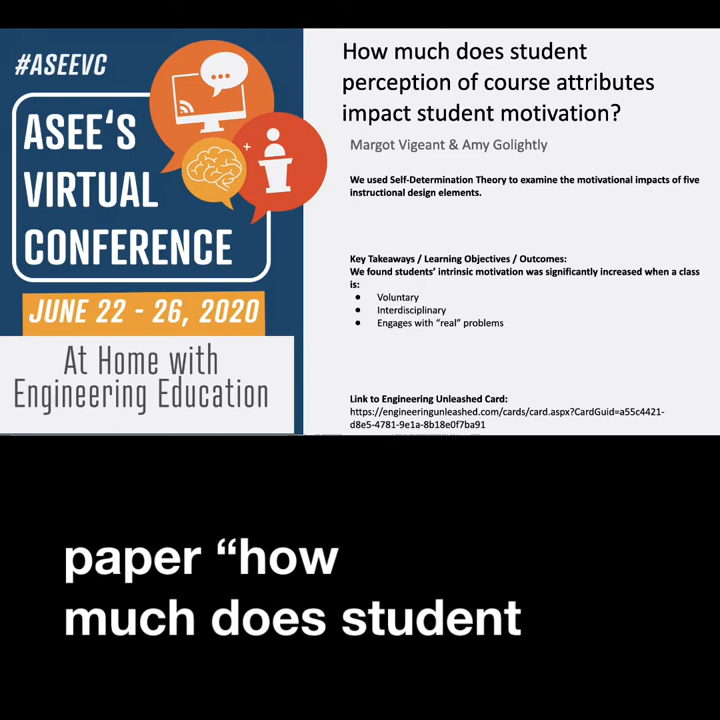 #ASEEVC
ASEE‘S
VIRTUAL
CONFERENCE
JUNE 22 - 26, 2020
At Home with
Engineering Education
How much does student
perception of course attributes
impact student motivation?
Margot Vigeant & Amy Golightly
We used Self-Determination Theory to examine the motivational impacts of five
instructional design elements.
Key Takeaways / Learning Objectives / Outcomes:
We found students’ intrinsic motivation was significantly increased when a class
is:
● Voluntary
● Interdisciplinary
● Engages with “real” problems
Link to Engineering Unleashed Card:
https://engineeringunleashed.com/cards/card.aspx?CardGuid=a55c4421-
d8e5-4781-9e1a-8b18e0f7ba91
paper “how
much does student